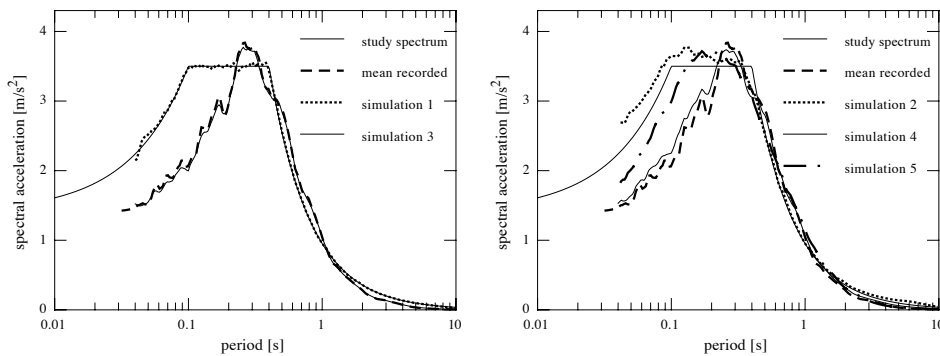 4
3
2
1
0
spectral acceleration [m/s²]
study spectrum
mean recorded
simulation 1
simulation 3
0.01
0.1
1
10
period [s]
4
3
2
1
0
spectral acceleration [m/s²]
study spectrum
mean recorded
simulation 2
simulation 4
simulation 5
0.01
0.1
1
10
period [s]